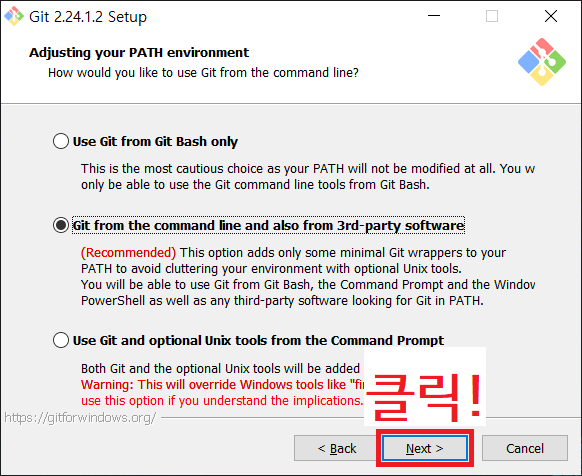 Git 2.24.1.2 Setup
Adjusting your PATH environment
How would you like to use Git from the command line?
Use Git from Git Bash only
This is the most cautious choice as your PATH will not be modified at all. You w
only be able to use the Git command line tools from Git Bash.
Git from the command line and also from 3rd-party software
(Recommended) This option adds only some minimal Git wrappers to your
PATH to avoid cluttering your environment with optional Unix tools.
You will be able to use Git from Git Bash, the Command Prompt and the Window
PowerShell as well as any third-party software looking for Git in PATH.
Use Git and optional Unix tools from the Command Prompt
Both Git and the optional Unix tools will be added
Warning: This will override Windows tools like "fi
use this option if you understand the implications.
클릭!
https://gitforwindows.org/
< Back
Next >
Cancel